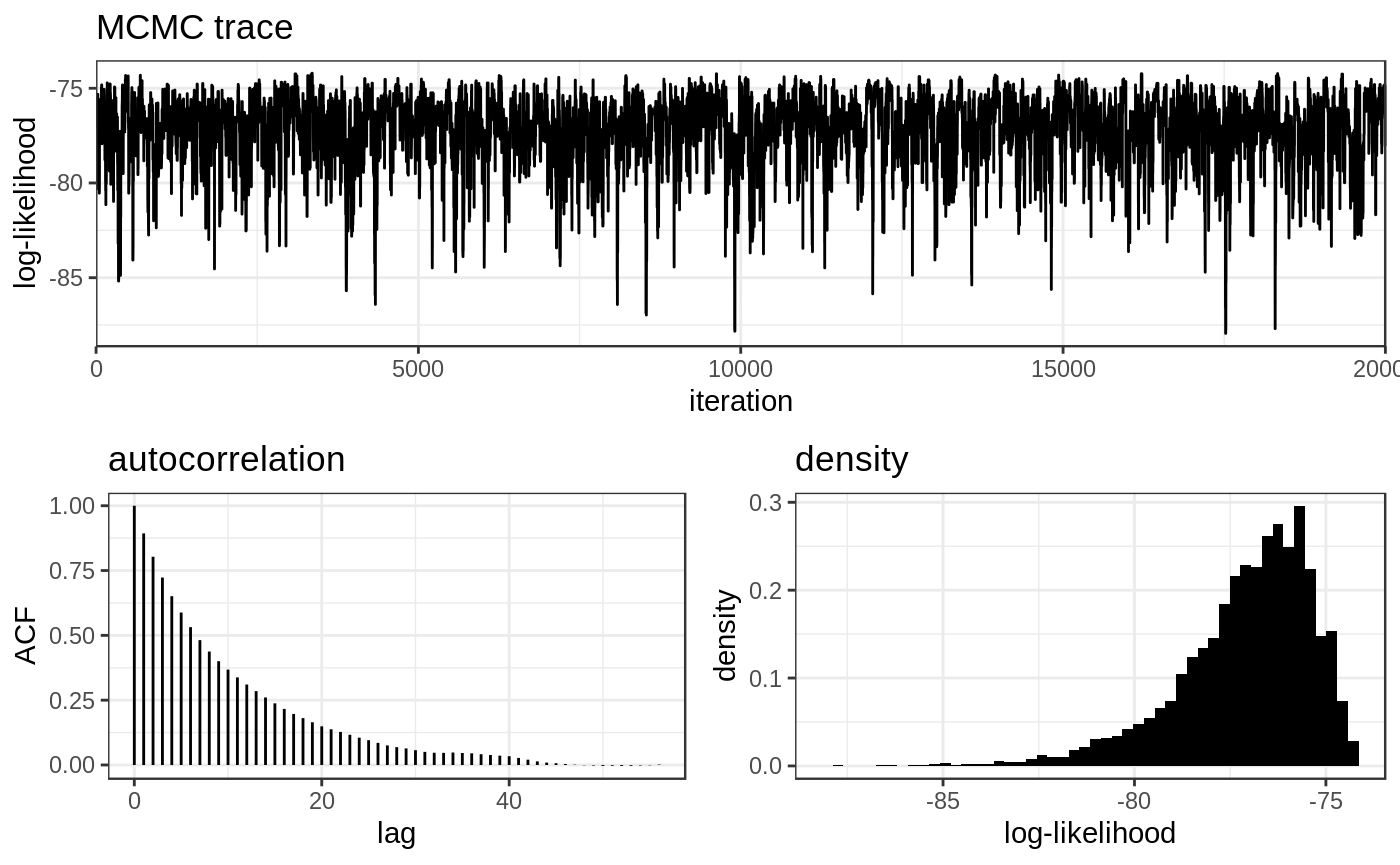 MCMC trace
log-likelihood
-75
-80
-85
0 5000 10000 15000 2000
iteration
autocorrelation
ACF
1.00
0.75
0.50
0.25
0.00
0 20 40
lag
density
density
0.3
0.2
0.1
0.0
-85 -80 -75
log-likelihood